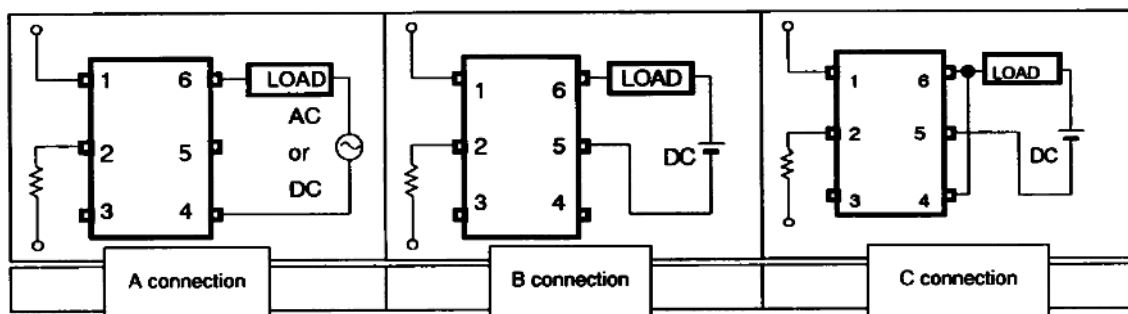 1 6 LOAD
AC
2 5 or
DC
3 4
A connection
1 6 LOAD
2 5 DC
3 4
B connection
1 6 LOAD
2 5
DC
3 4
C connection